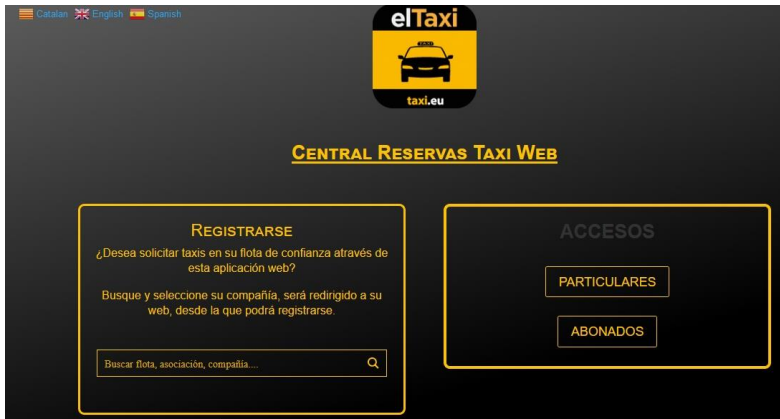 Catalan English Spanish
elTaxi
TAXI
taxi.eu
CENTRAL RESERVAS TAXI WEB
REGISTRARSE
¿Desea solicitar taxis en su flota de confianza através de
esta aplicación web?
Busque y seleccione su compañía, será redirigido a su
web, desde la que podrá registrarse.
Buscar flota, asociación, compañía....
ACCESOS
PARTICULARES
ABONADOS